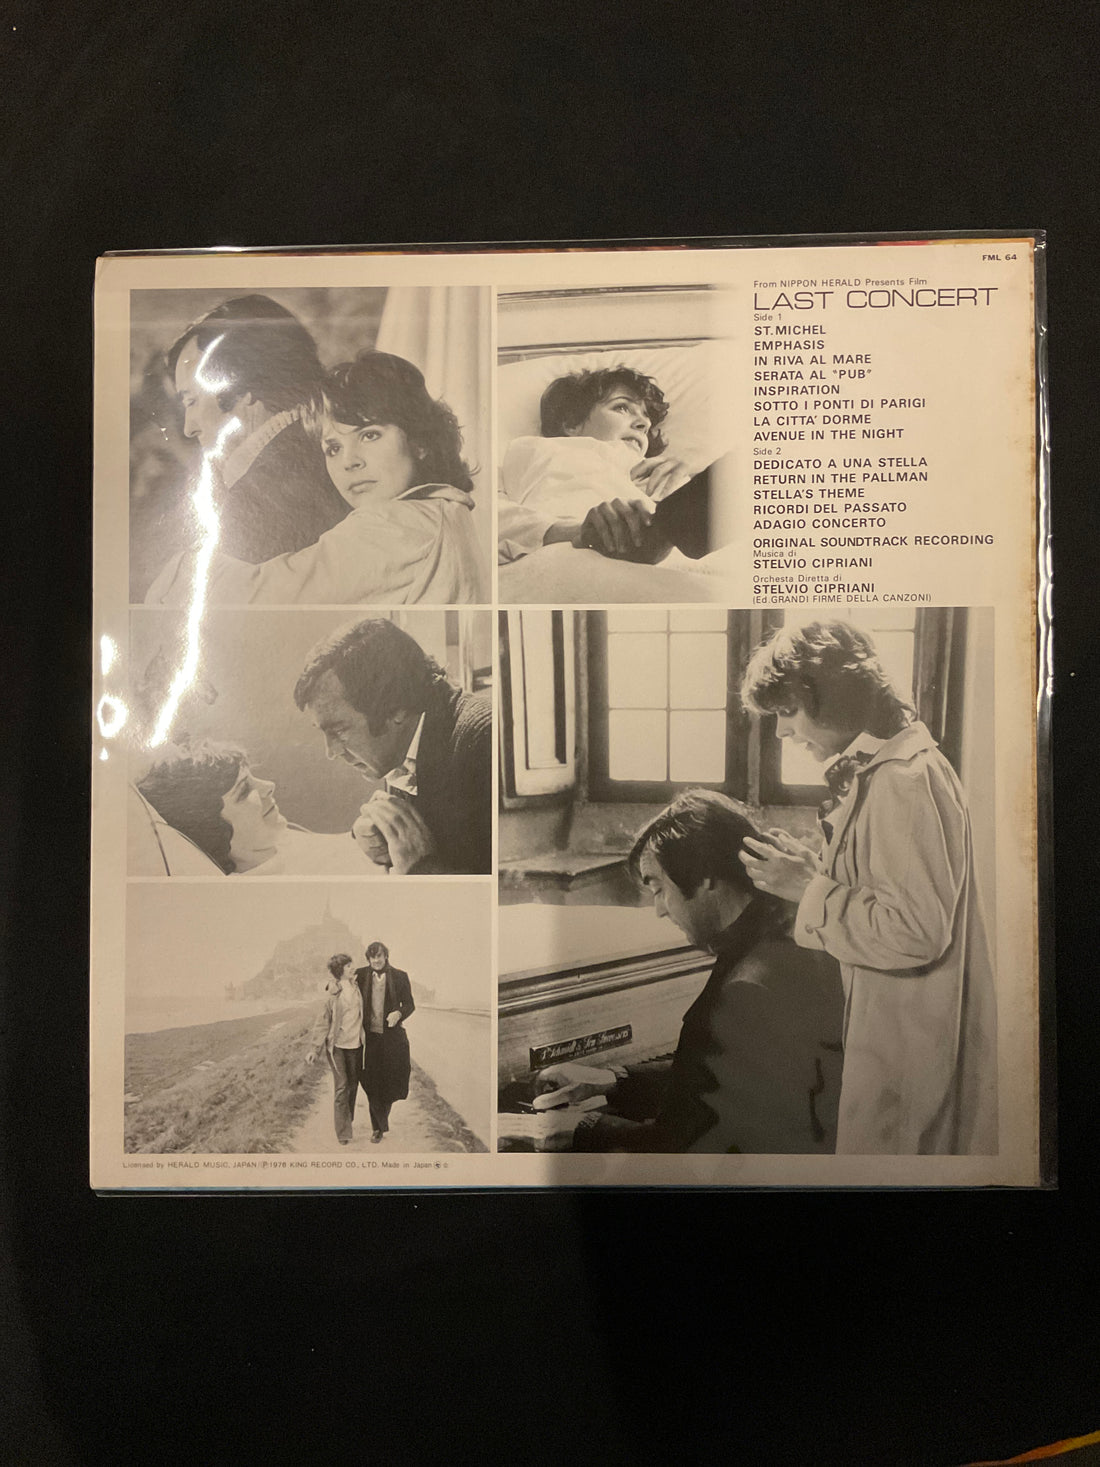 FML 64
From NIPPON HERALD Presents Film
LAST CONCERT
Side 1
ST. MICHEL
EMPHASIS
IN RIVA AL MARE
SERATA AL "PUB"
INSPIRATION
SOTTO I PONTI DI PARIGI
LA CITTA' DORME
AVENUE IN THE NIGHT
Side 2
DEDICATO A UNA STELLA
RETURN IN THE PALLMAN
STELLA'S THEME
RICORDI DEL PASSATO
ADAGIO CONCERTO
ORIGINAL SOUNDTRACK RECORDING
Musica di
STELVIO CIPRIANI
Orchesta Diretta di
STELVIO CIPRIANI
(Ed. GRANDI FIRME DELLA CANZONI)
Licensed by HERALD MUSIC, JAPAN Ⓟ1976 KING RECORD CO., LTD. Made in Japan